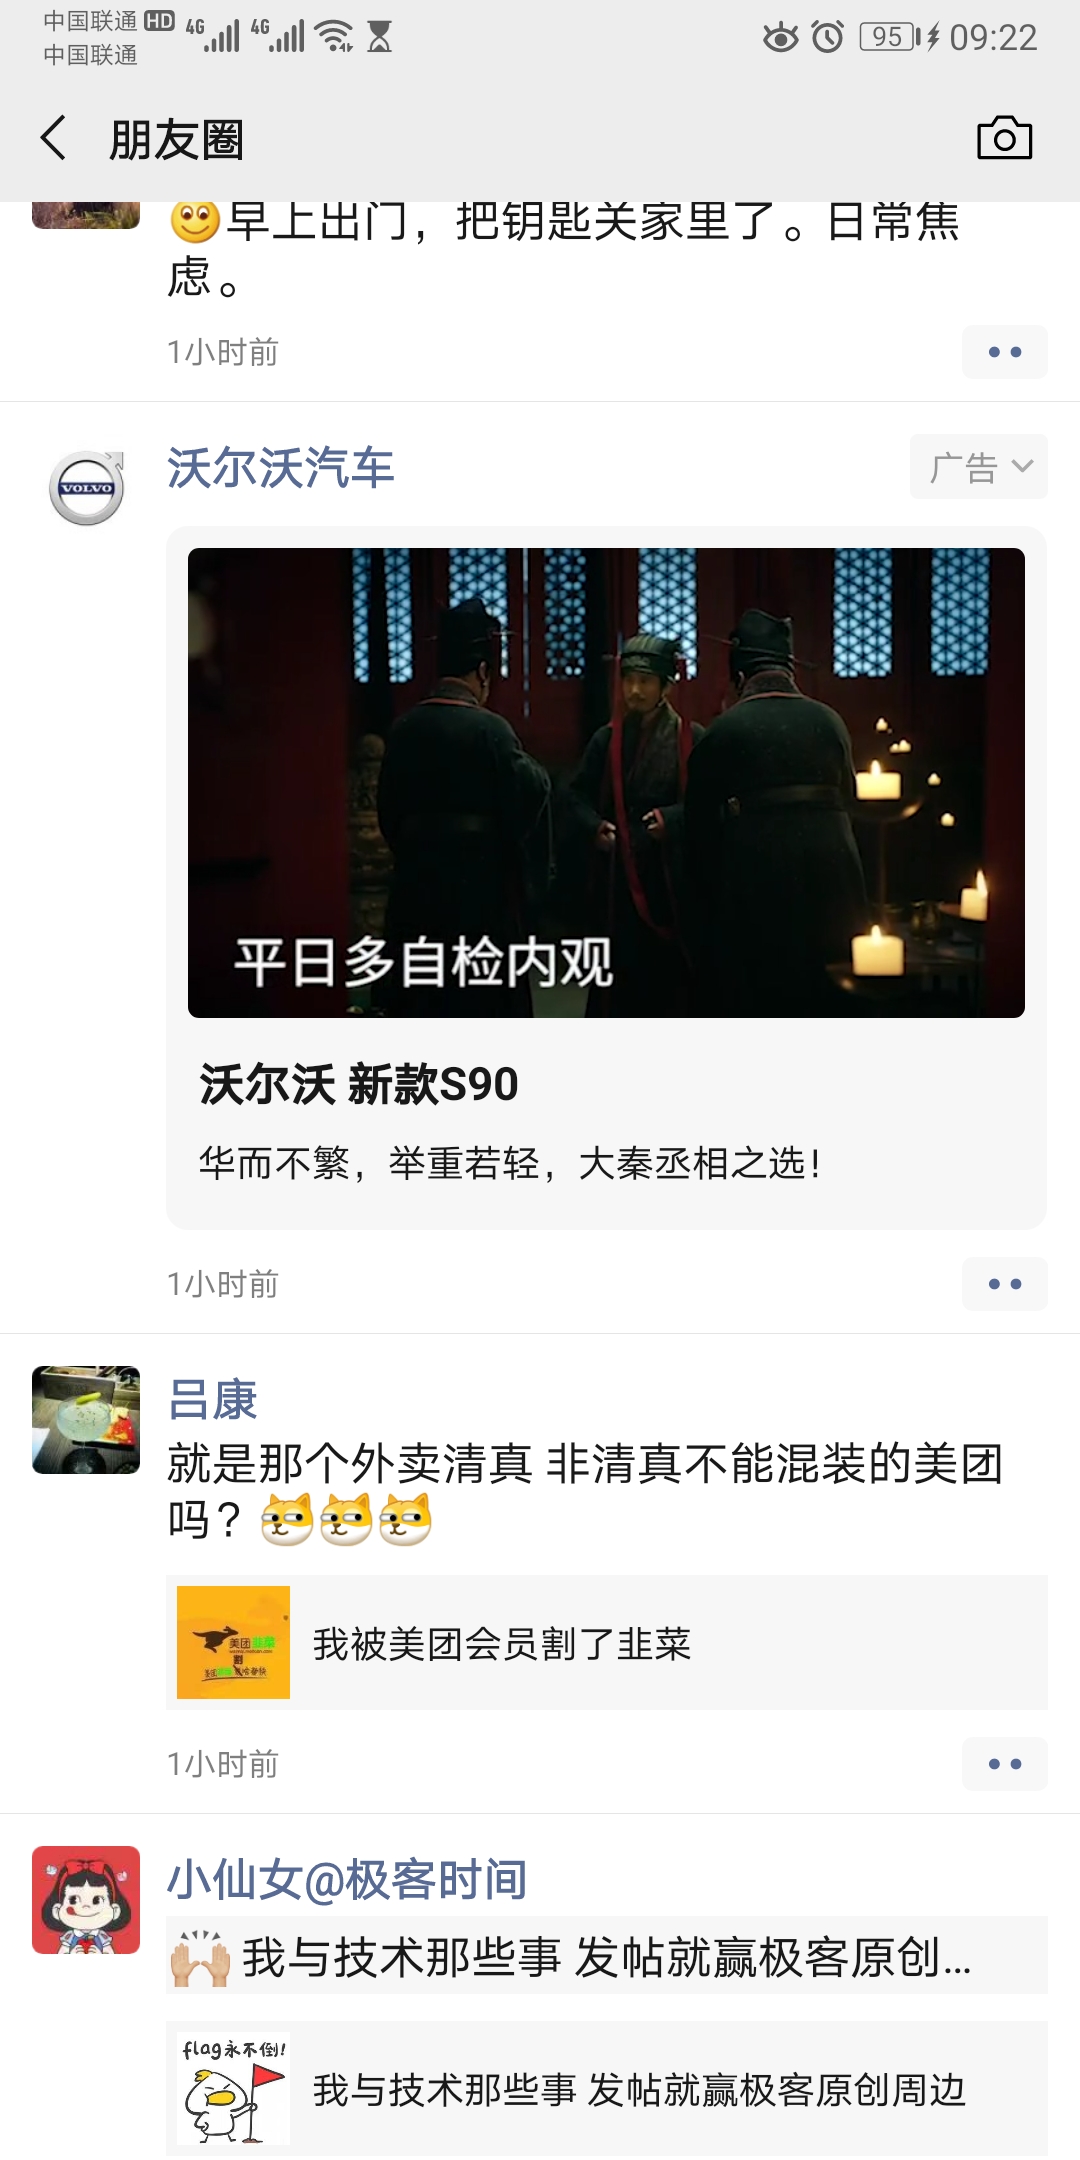 中国联通 HD 4G 4G 95 09:22
中国联通
朋友圈
早上出门，把钥匙关家里了。日常焦
虑。
1小时前
沃尔沃汽车
广告
VOLVO
平日多自检内观
沃尔沃 新款S90
华而不繁，举重若轻，大秦丞相之选！
1小时前
吕康
就是那个外卖清真 非清真不能混装的美团
吗？
美团韭菜
割
我被美团会员割了韭菜
1小时前
小仙女@极客时间
我与技术那些事 发帖就赢极客原创...
flag永不倒!
我与技术那些事 发帖就赢极客原创周边